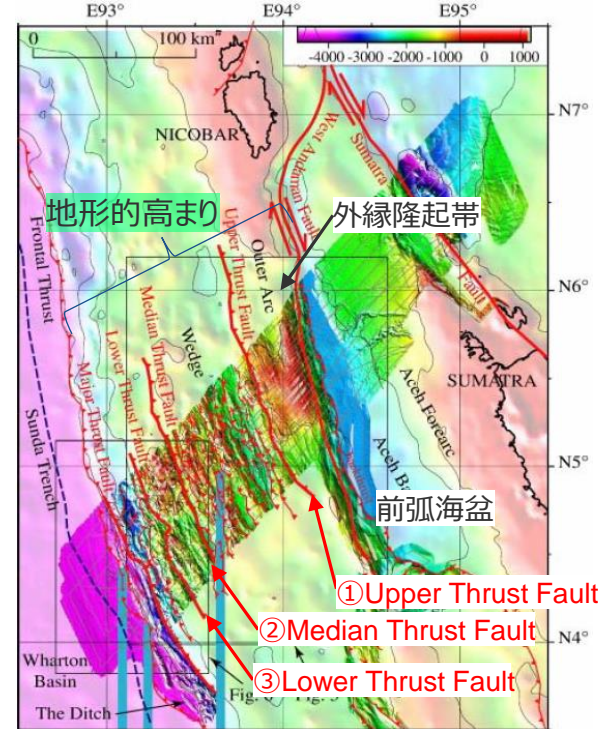 E93° E94° E95°
0 100 km
-4000 -3000 -2000 -1000 0 1000
N7°
NICOBAR
West Andaman Fault
Sumatra
地形的高まり
外縁隆起帯
Frontal Thrust
Upper Thrust Fault
Outer Arc
N6°
Median Thrust Fault
Wedge
Fault
Lower Thrust Fault
SUMATRA
Major Thrust Fault
Aceh Forearc
Sunda Trench
N5°
前弧海盆
①Upper Thrust Fault
②Median Thrust Fault
N4°
Wharton
Basin
③Lower Thrust Fault
The Ditch